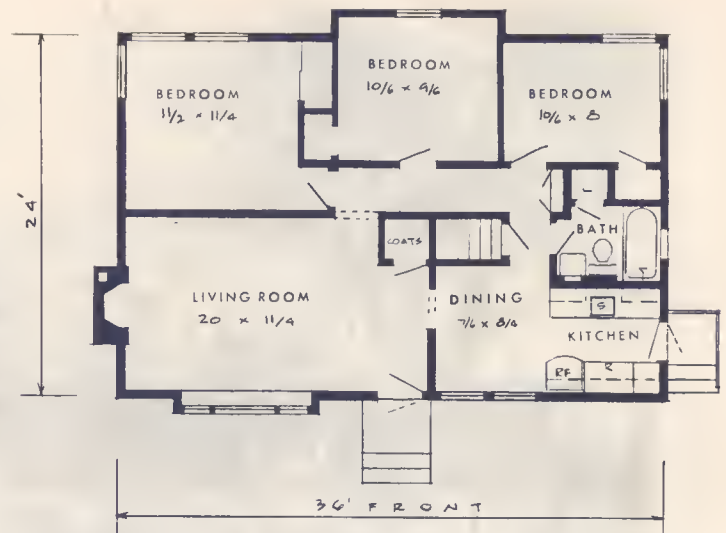 BEDROOM
11/2 × 11/4
BEDROOM
10/6 × 9/6
BEDROOM
10/6 × 8
24'
L
BATH
COATS
LIVING ROOM
20 × 11/4
DINING
7/6 × 8/4
S
KITCHEN
RF
R
36' FRONT